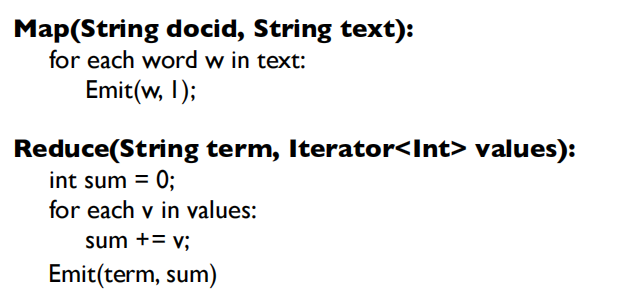 Map(String docid, String text):
for each word w in text:
Emit(w, 1);
Reduce(String term, Iterator<Int> values):
int sum = 0;
for each v in values:
sum += v;
Emit(term, sum)